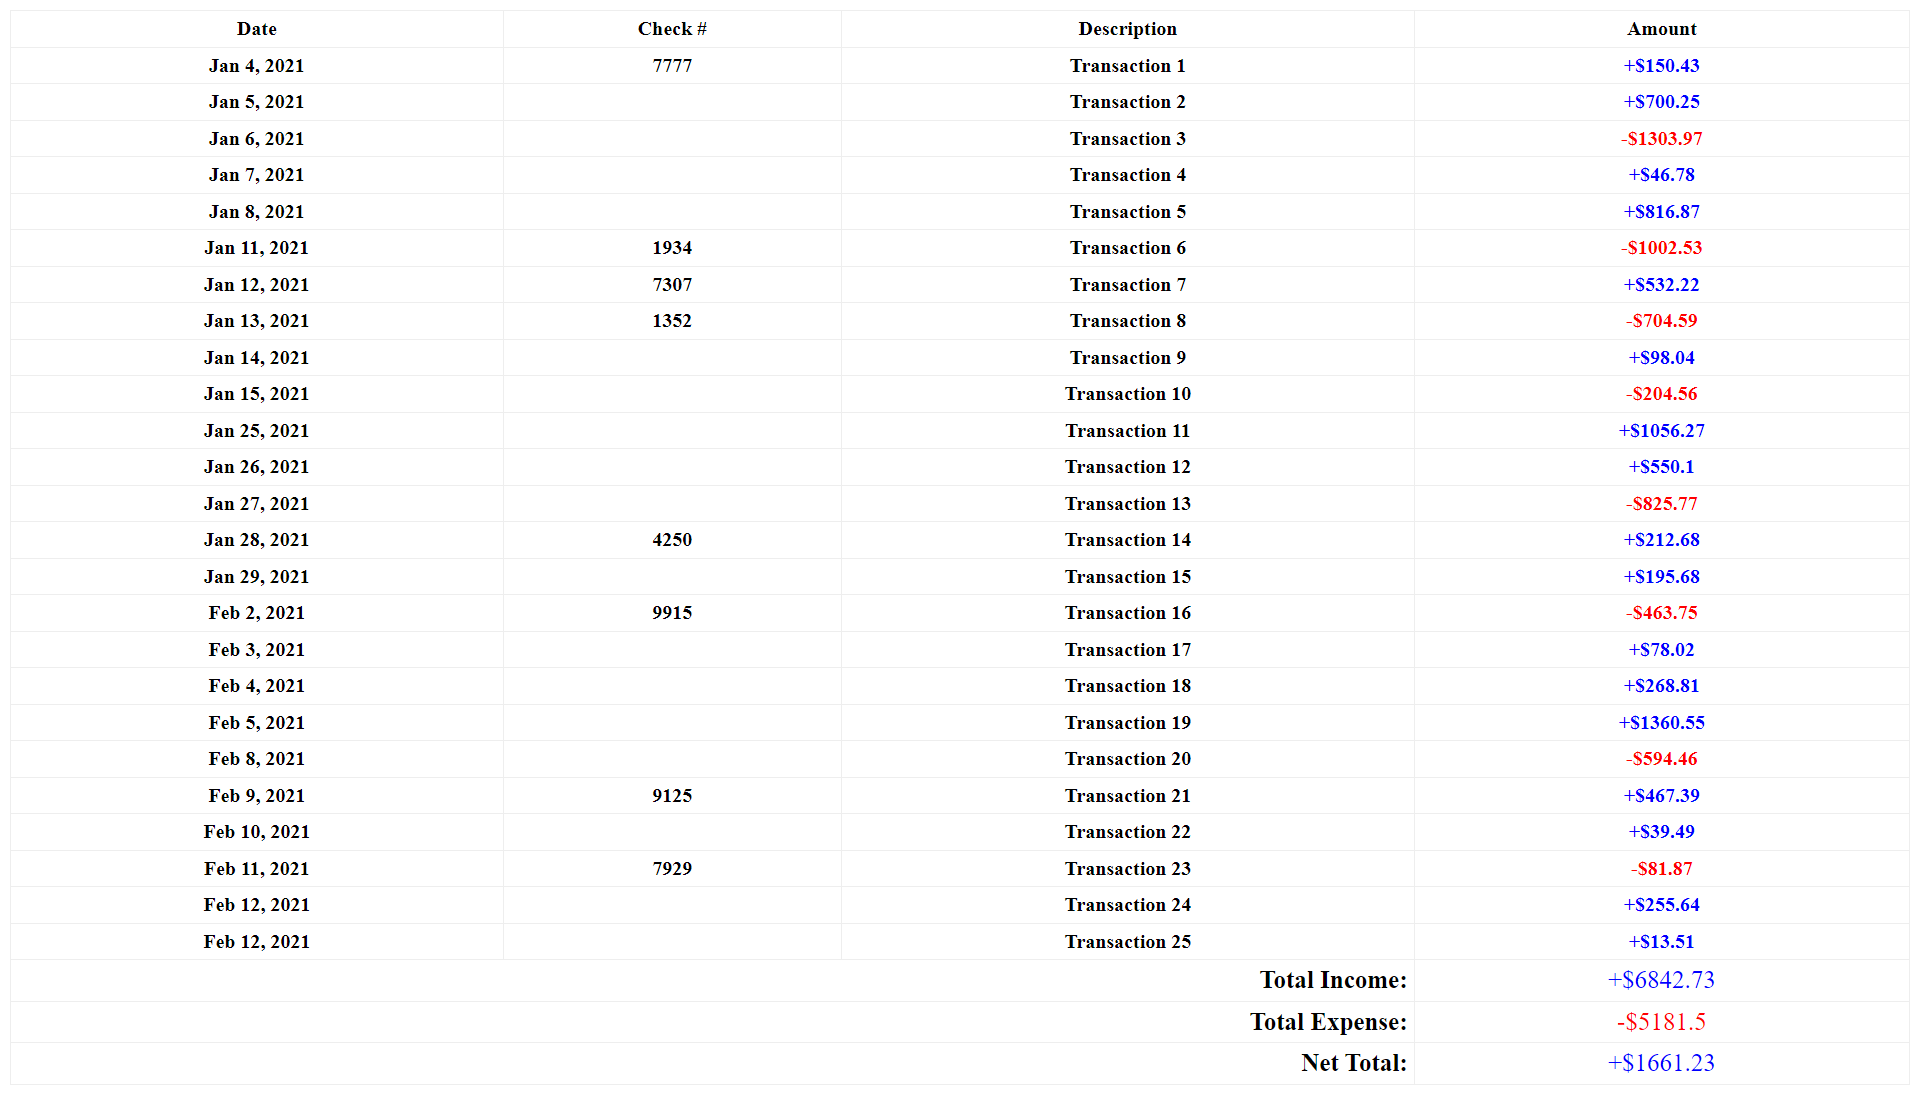 Date Check # Description Amount
Jan 4, 2021 7777 Transaction 1 +$150.43
Jan 5, 2021 Transaction 2 +$700.25
Jan 6, 2021 Transaction 3 -$1303.97
Jan 7, 2021 Transaction 4 +$46.78
Jan 8, 2021 Transaction 5 +$816.87
Jan 11, 2021 1934 Transaction 6 -$1002.53
Jan 12, 2021 7307 Transaction 7 +$532.22
Jan 13, 2021 1352 Transaction 8 -$704.59
Jan 14, 2021 Transaction 9 +$98.04
Jan 15, 2021 Transaction 10 -$204.56
Jan 25, 2021 Transaction 11 +$1056.27
Jan 26, 2021 Transaction 12 +$550.1
Jan 27, 2021 Transaction 13 -$825.77
Jan 28, 2021 4250 Transaction 14 +$212.68
Jan 29, 2021 Transaction 15 +$195.68
Feb 2, 2021 9915 Transaction 16 -$463.75
Feb 3, 2021 Transaction 17 +$78.02
Feb 4, 2021 Transaction 18 +$268.81
Feb 5, 2021 Transaction 19 +$1360.55
Feb 8, 2021 Transaction 20 -$594.46
Feb 9, 2021 9125 Transaction 21 +$467.39
Feb 10, 2021 Transaction 22 +$39.49
Feb 11, 2021 7929 Transaction 23 -$81.87
Feb 12, 2021 Transaction 24 +$255.64
Feb 12, 2021 Transaction 25 +$13.51
Total Income: +$6842.73
Total Expense: -$5181.5
Net Total: +$1661.23